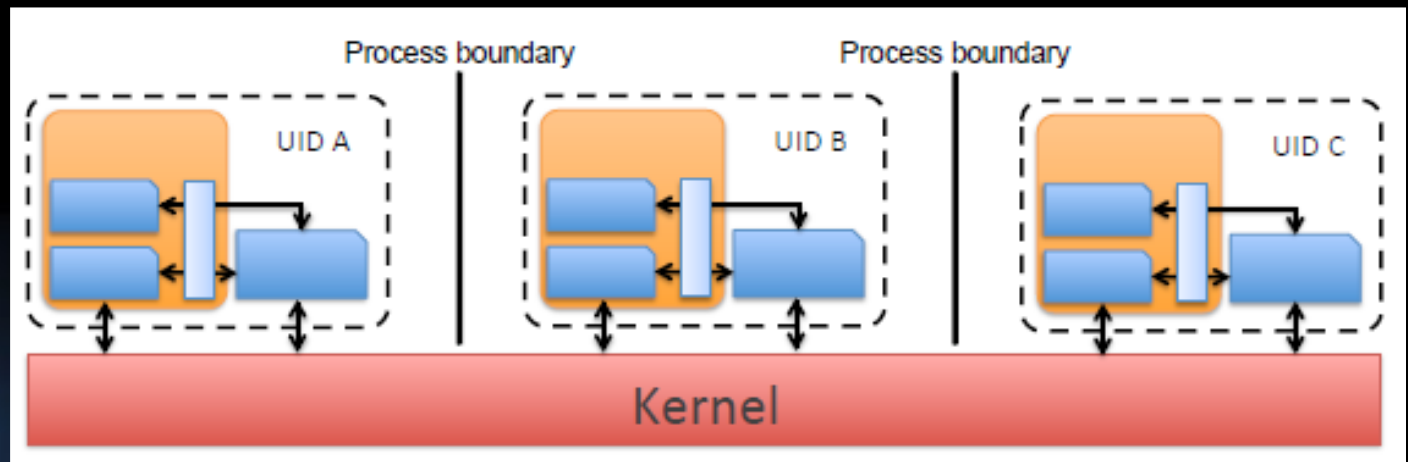 Process boundary
Process boundary
UID A
UID B
UID C
Kernel